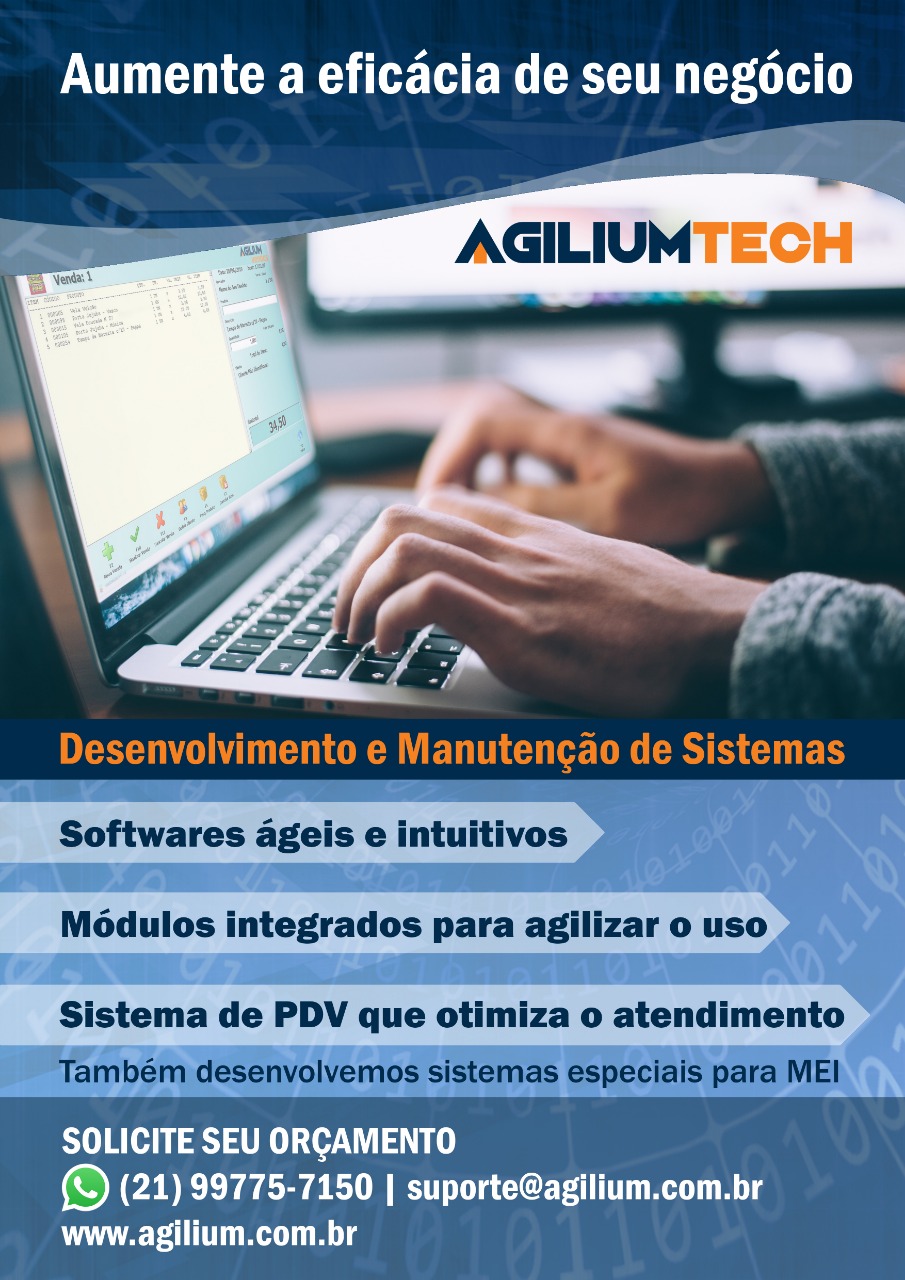 Aumente a eficácia de seu negócio
AGILIUMTECH
AGILIUM
Venda: 1
34,50
Desenvolvimento e Manutenção de Sistemas
Softwares ágeis e intuitivos
Módulos integrados para agilizar o uso
Sistema de PDV que otimiza o atendimento
Também desenvolvemos sistemas especiais para MEI
SOLICITE SEU ORÇAMENTO
(21) 99775-7150 | suporte@agilium.com.br
www.agilium.com.br